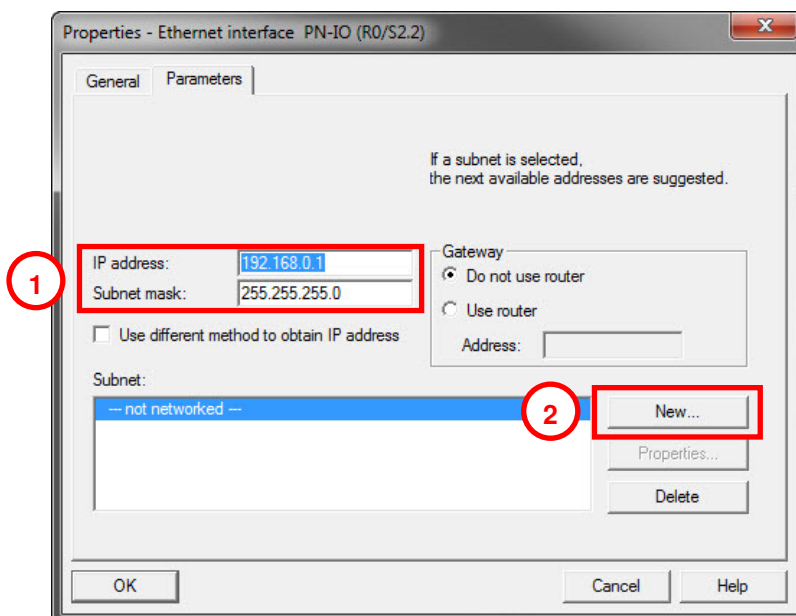 Properties - Ethernet interface PN-IO (R0/S2.2)
General Parameters
If a subnet is selected,
the next available addresses are suggested.
1
IP address: 192.168.0.1
Subnet mask: 255.255.255.0
Use different method to obtain IP address
Gateway
Do not use router
Use router
Address:
Subnet:
--- not networked ---
2
New...
Properties...
Delete
OK Cancel Help